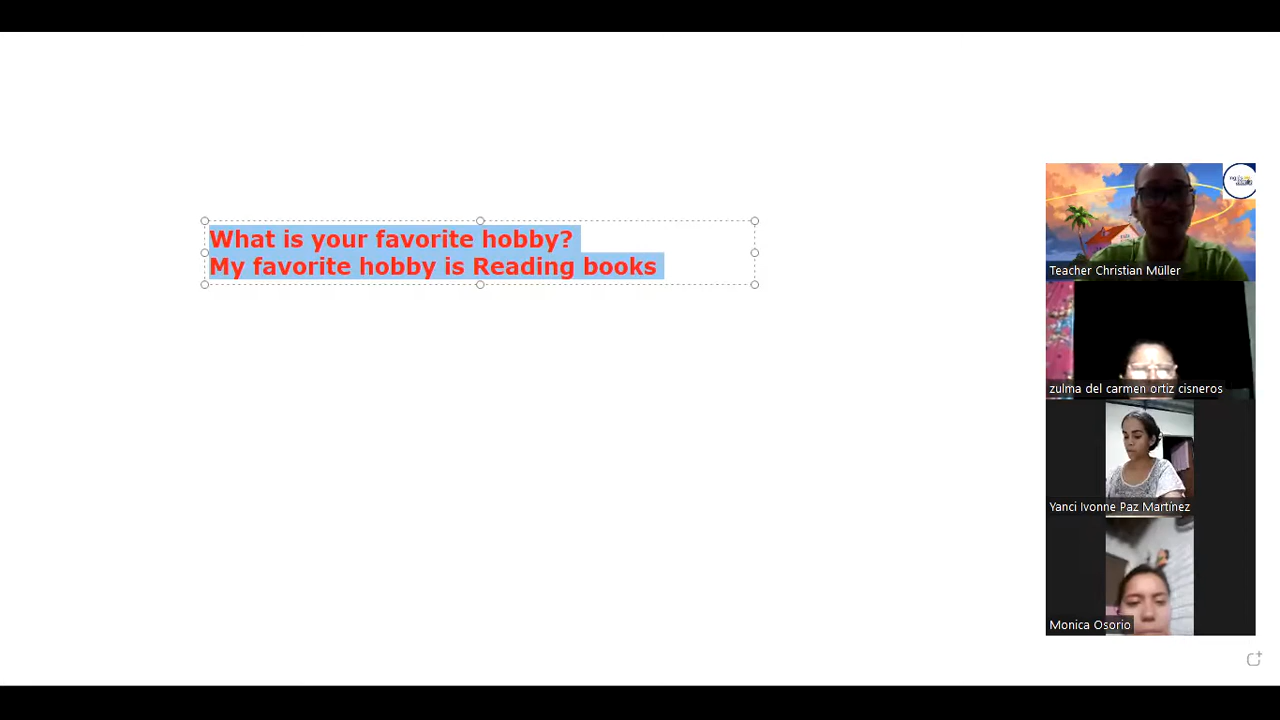 What is your favorite hobby?
My favorite hobby is Reading books
Teacher Christian Müller
zulma del carmen ortiz cisneros
Yanci Ivonne Paz Martínez
Monica Osorio